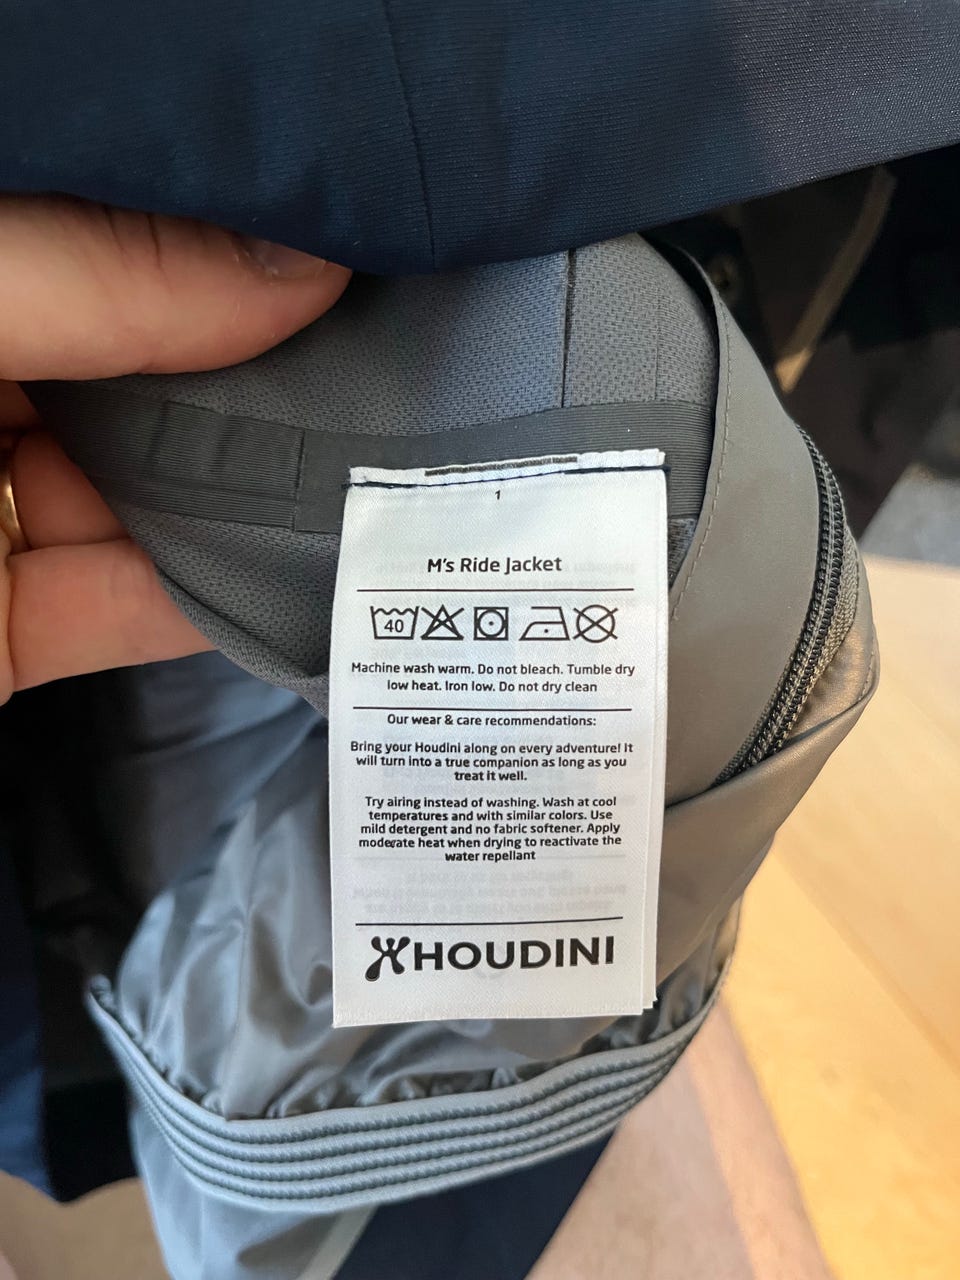 1
M's Ride Jacket
40
Machine wash warm. Do not bleach. Tumble dry
low heat. Iron low. Do not dry clean
Our wear & care recommendations:
Bring your Houdini along on every adventure! It
will turn into a true companion as long as you
treat it well.
Try airing instead of washing. Wash at cool
temperatures and with similar colors. Use
mild detergent and no fabric softener. Apply
moderate heat when drying to reactivate the
water repellant
HOUDINI